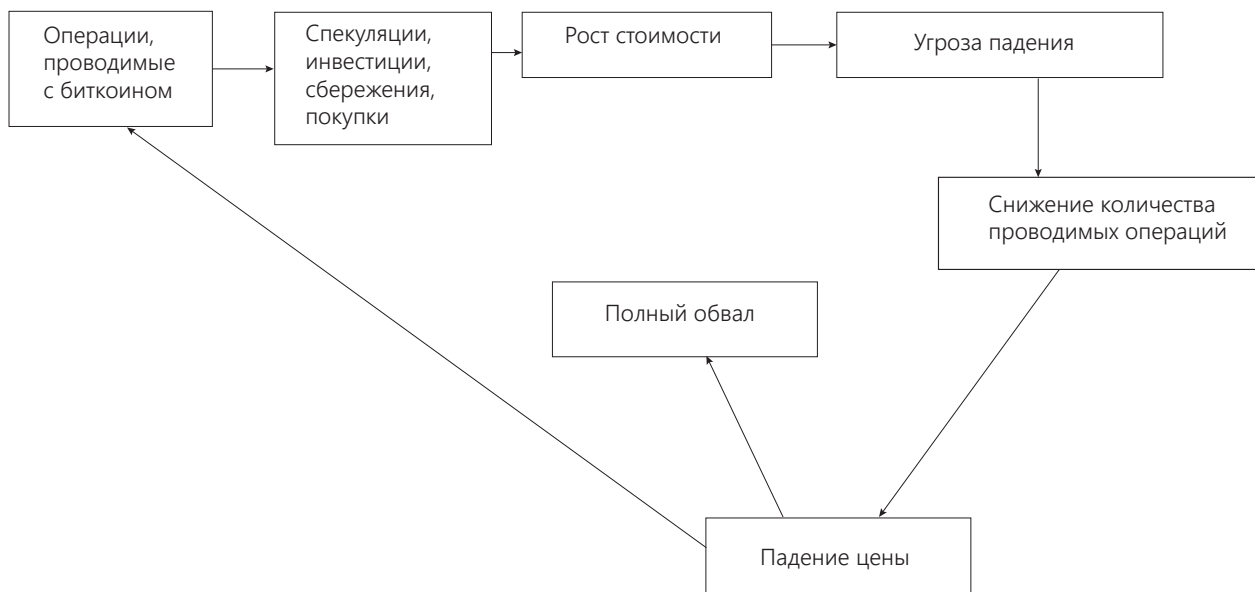 Операции,
проводимые
с биткоином
Спекуляции,
инвестиции,
сбережения,
покупки
Рост стоимости
Угроза падения
Снижение количества
проводимых операций
Полный обвал
Падение цены